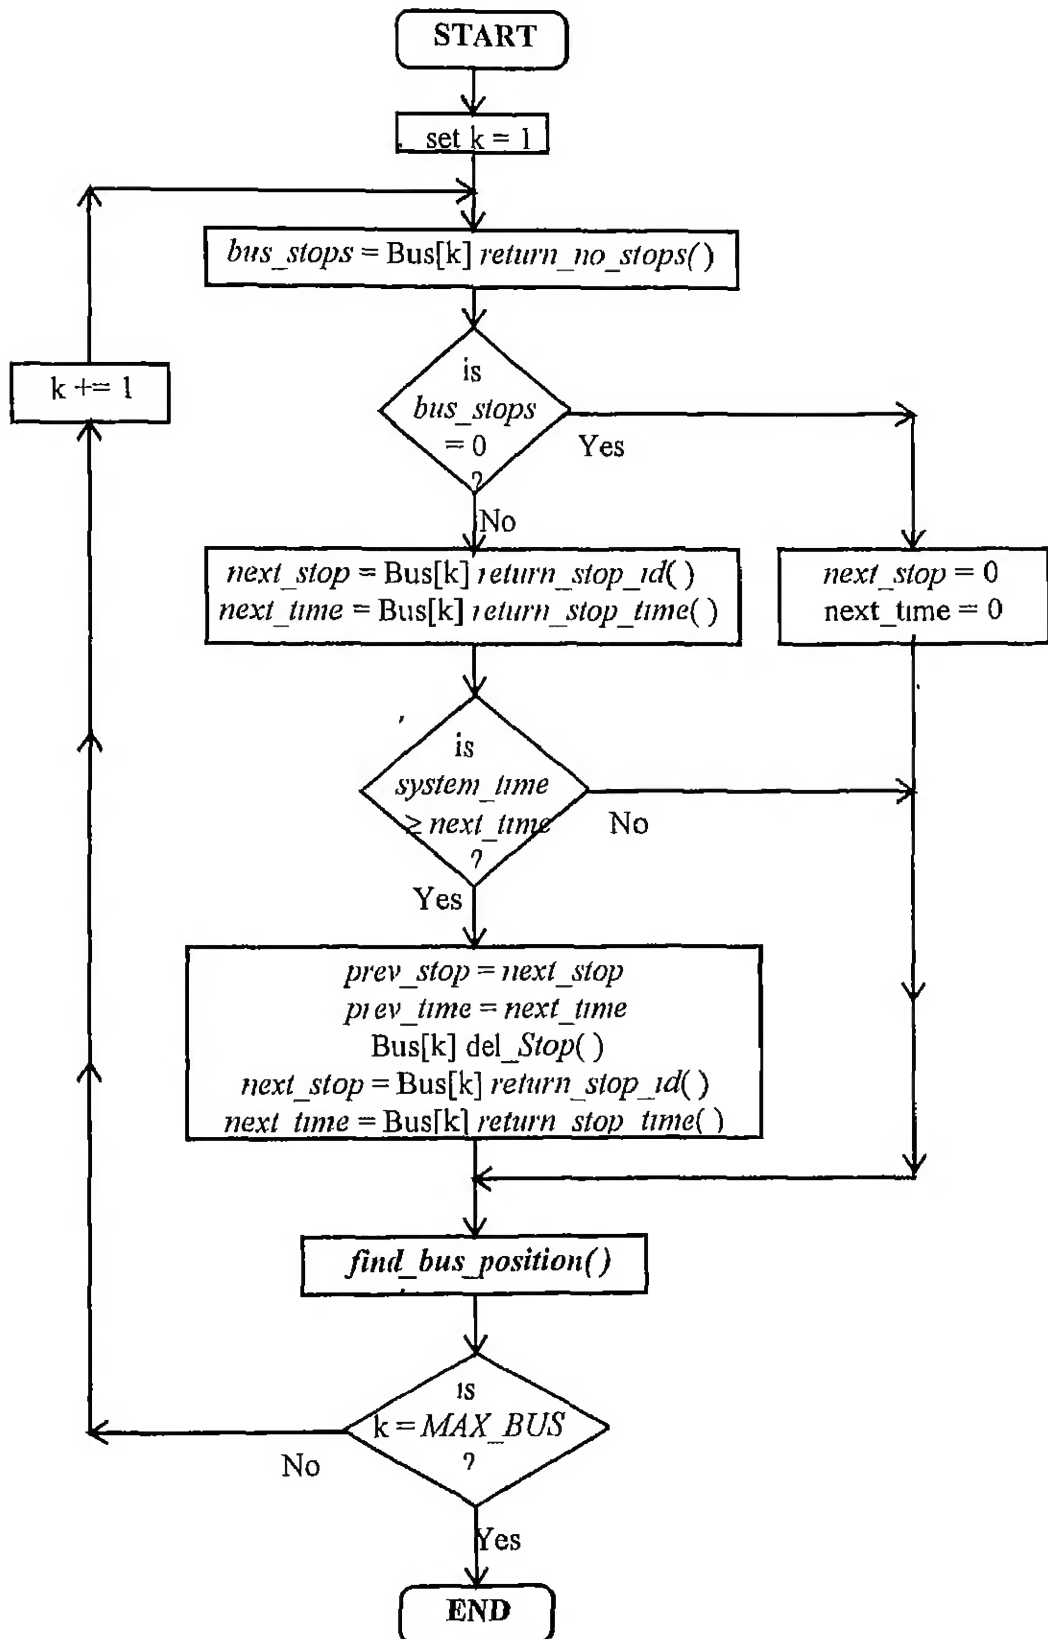 START
set k = 1
bus_stops = Bus[k] return_no_stops()
k += 1
is
bus_stops
= 0
?
Yes
No
next_stop = Bus[k] return_stop_id( )
next_time = Bus[k] return_stop_time( )
next_stop = 0
next_time = 0
is
system_time
≥ next_time
?
No
Yes
prev_stop = next_stop
prev_time = next_time
Bus[k] del_Stop( )
next_stop = Bus[k] return_stop_id( )
next_time = Bus[k] return_stop_time( )
find_bus_position()
is
k = MAX_BUS
?
No
Yes
END